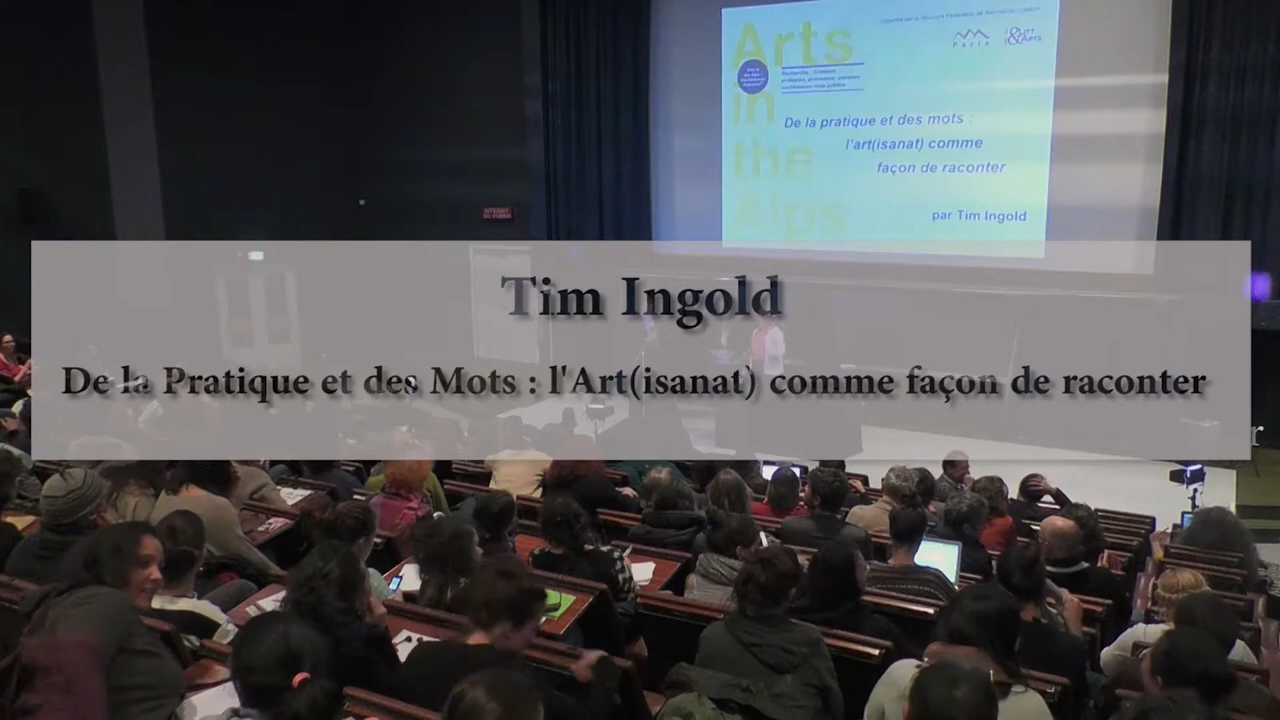 Arts
in
the
Alps
De la pratique et des mots :
l'art(isanat) comme
façon de raconter
par Tim Ingold
Tim Ingold
De la Pratique et des Mots : l'Art(isanat) comme façon de raconter